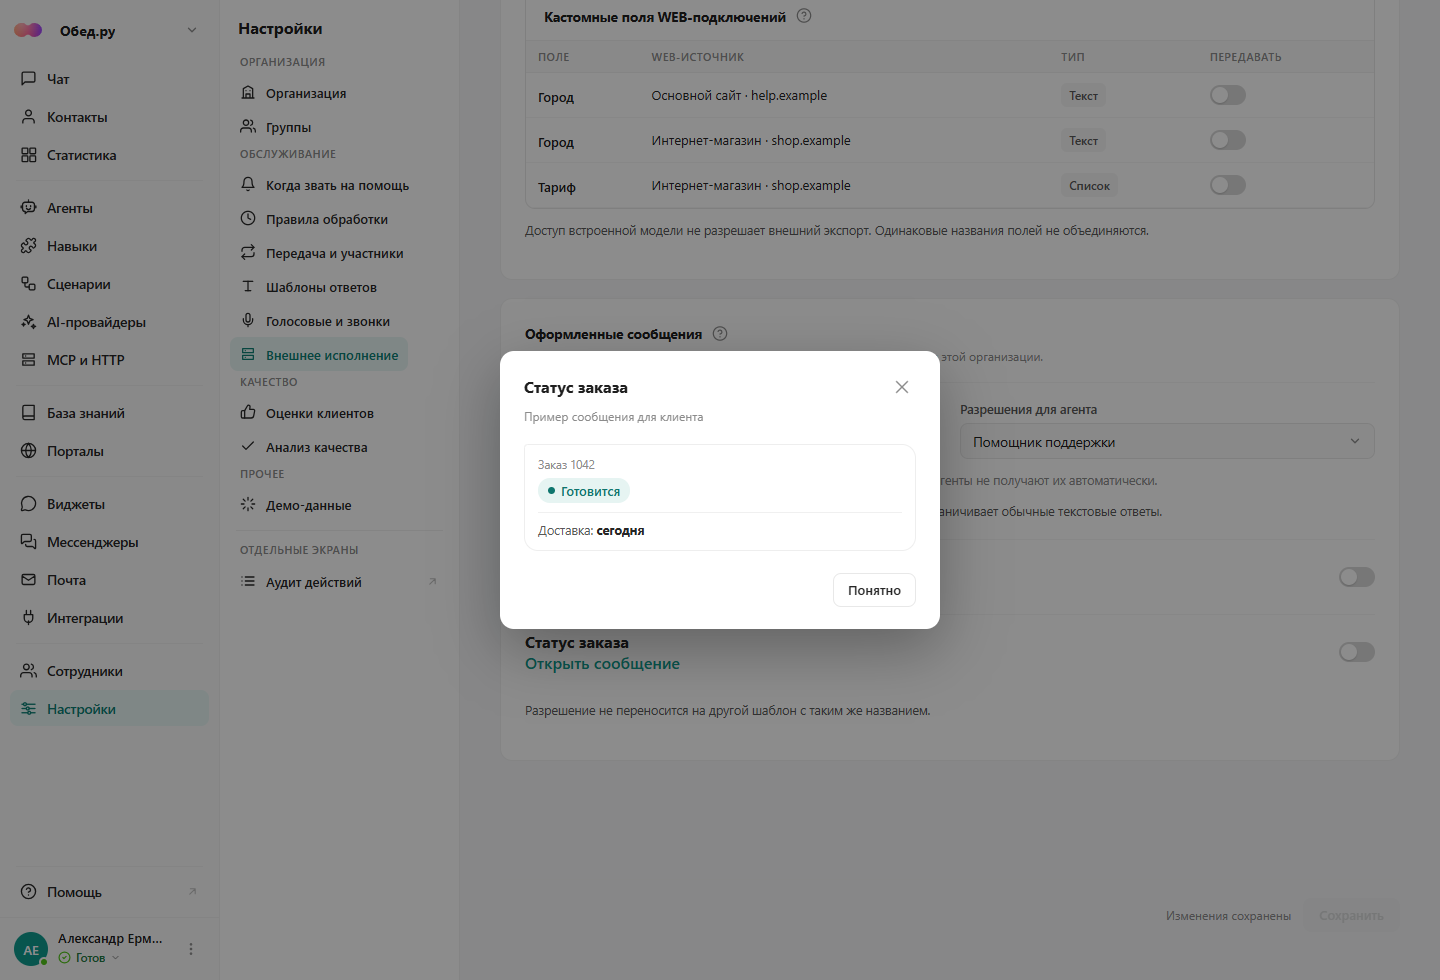 Обед.ру
Чат
Контакты
Статистика
Агенты
Навыки
Сценарии
AI-провайдеры
MCP и HTTP
База знаний
Порталы
Виджеты
Мессенджеры
Почта
Интеграции
Сотрудники
Настройки
Помощь
АЕ
Александр Ерм...
Готов
Настройки
ОРГАНИЗАЦИЯ
Организация
Группы
ОБСЛУЖИВАНИЕ
Когда звать на помощь
Правила обработки
Передача и участники
Шаблоны ответов
Голосовые и звонки
Внешнее исполнение
КАЧЕСТВО
Оценки клиентов
Анализ качества
ПРОЧЕЕ
Демо-данные
ОТДЕЛЬНЫЕ ЭКРАНЫ
Аудит действий
Кастомные поля WEB-подключений
ПОЛЕ WEB-ИСТОЧНИК ТИП ПЕРЕДАВАТЬ
Город Основной сайт · help.example Текст
Город Интернет-магазин · shop.example Текст
Тариф Интернет-магазин · shop.example Список
Доступ встроенной модели не разрешает внешний экспорт. Одинаковые названия полей не объединяются.
Оформленные сообщения
этой организации.
Разрешения для агента
Помощник поддержки
генты не получают их автоматически.
аничивает обычные текстовые ответы.
Статус заказа
Пример сообщения для клиента
Заказ 1042
Готовится
Доставка: сегодня
Понятно
Статус заказа
Открыть сообщение
Разрешение не переносится на другой шаблон с таким же названием.
Изменения сохранены
Сохранить